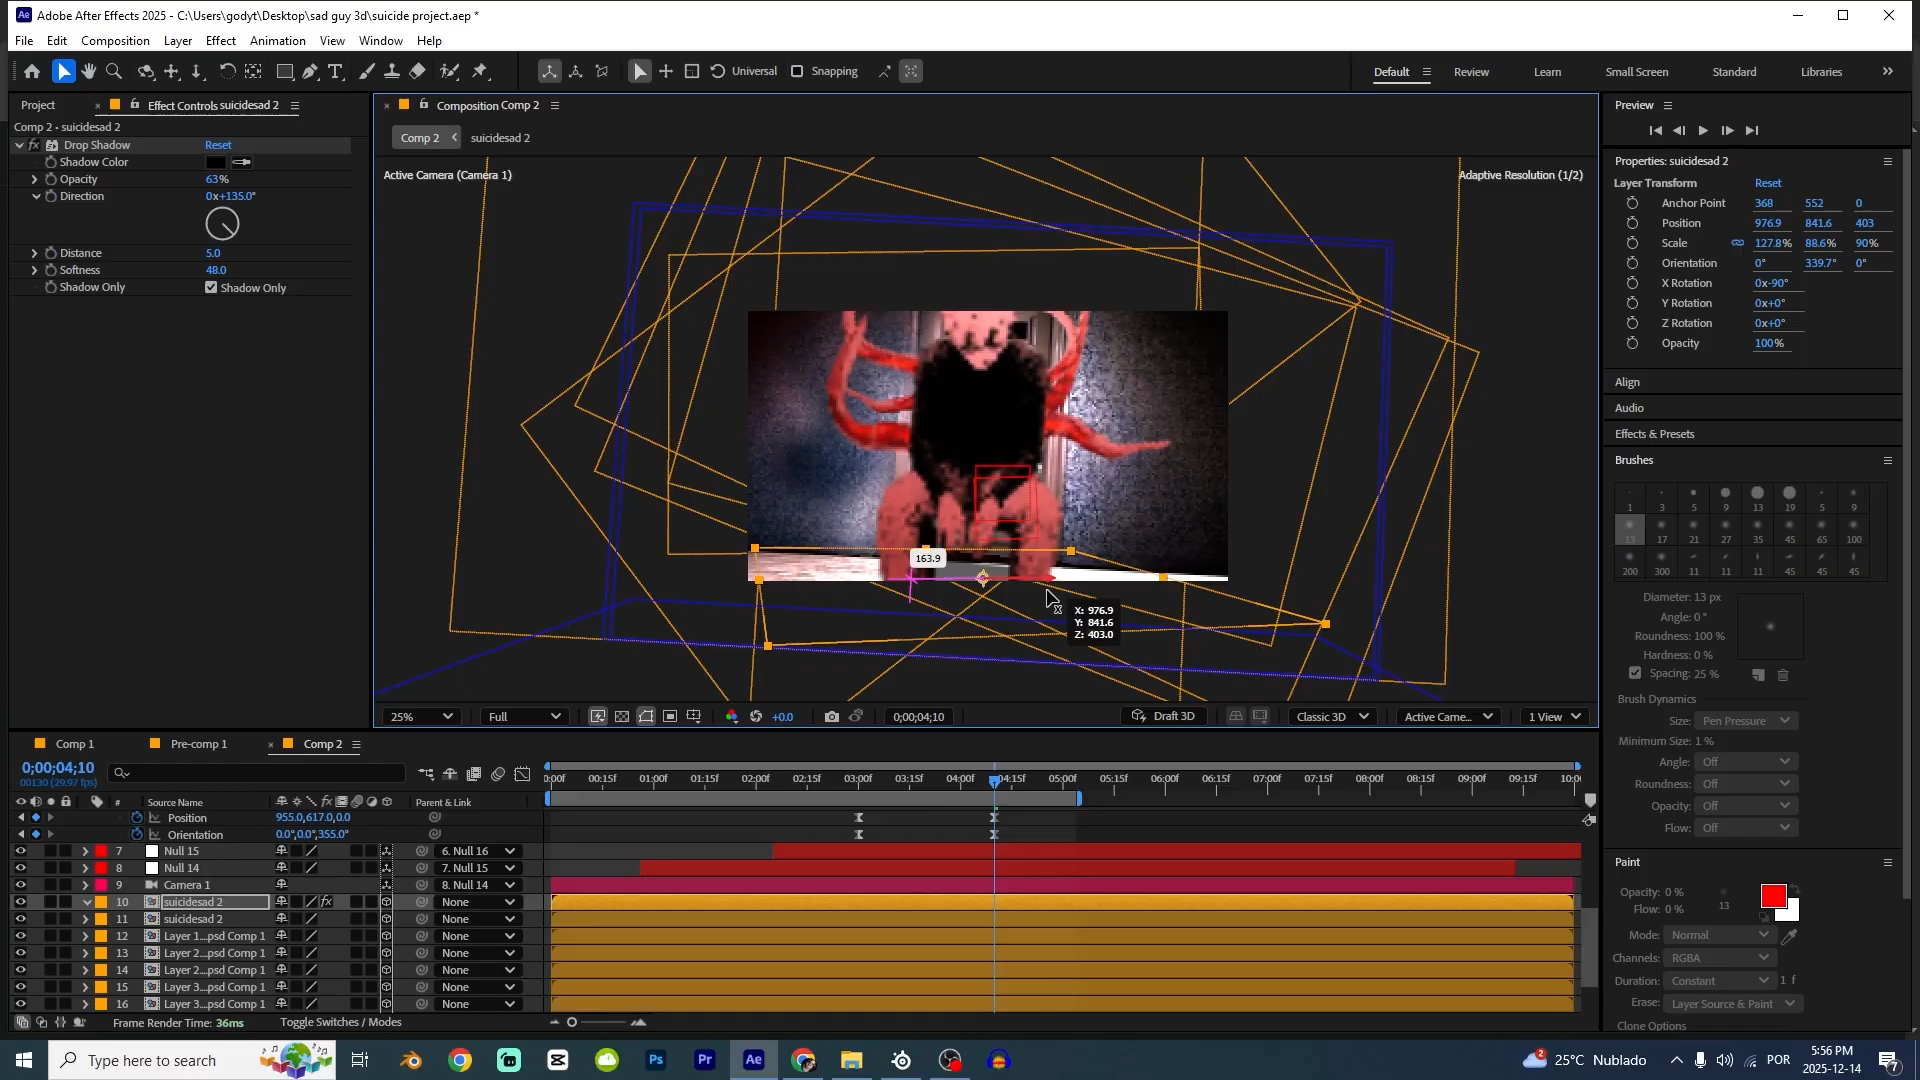 Adobe After Effects 2025 - C:\Users\godyt\Desktop\sad guy 3d\suicide project.aep *
File Edit Composition Layer Effect Animation View Window Help
Universal Snapping Default Review Learn Small Screen Standard Libraries
Project Effect Controls suicidesad 2
Comp 2 • suicidesad 2
fx Drop Shadow Reset
Shadow Color
Opacity 63%
Direction 0x+135.0°
Distance 5.0
Softness 48.0
Shadow Only Shadow Only
Composition Comp 2
Comp 2 suicidesad 2
Active Camera (Camera 1) Adaptive Resolution (1/2)
163.9
X: 976.9
Y: 841.6
Z: 403.0
25% Full +0.0 0;00;04;10 Draft 3D Classic 3D Active Came... 1 View
Preview
Properties: suicidesad 2
Layer Transform Reset
Anchor Point 368 552 0
Position 976.9 841.6 403
Scale 127.8% 88.6% 90%
Orientation 0° 339.7° 0°
X Rotation 0x-90°
Y Rotation 0x+0°
Z Rotation 0x+0°
Opacity 100%
Align
Audio
Effects & Presets
Brushes
1 3 5 9 13 19 5 9
13 17 21 27 35 45 65 100
200 300 11 11 45 45 45 45
Diameter: 13 px
Angle: 0°
Roundness: 100 %
Hardness: 0 %
Spacing: 25 %
Brush Dynamics
Size: Pen Pressure
Minimum Size: 1 %
Angle: Off
Roundness: Off
Opacity: Off
Flow: Off
Paint
Opacity: 0 %
Flow: 0 % 13
Mode: Normal
Channels: RGBA
Duration: Constant 1 f
Erase: Layer Source & Paint
Clone Options
Comp 1 Pre-comp 1 Comp 2
0;00;04;10
00130 (29.97 fps)
0:00f 00:15f 01:00f 01:15f 02:00f 02:15f 03:00f 03:15f 04:00f 04:15f 05:00f 05:15f 06:00f 06:15f 07:00f 07:15f 08:00f 08:15f 09:00f 09:15f 10:0
# Source Name fx Parent & Link
Position 955.0,617.0,0.0
Orientation 0.0°,0.0°,355.0°
7 Null 15 6. Null 16
8 Null 14 7. Null 15
9 Camera 1 8. Null 14
10 suicidesad 2 fx None
11 suicidesad 2 None
12 Layer 1...psd Comp 1 None
13 Layer 2...psd Comp 1 None
14 Layer 2...psd Comp 1 None
15 Layer 3...psd Comp 1 None
16 Layer 3...psd Comp 1 None
Frame Render Time: 36ms Toggle Switches / Modes
Type here to search Ps Pr Ae 2 25°C Nublado POR 5:56 PM
2025-12-14 7